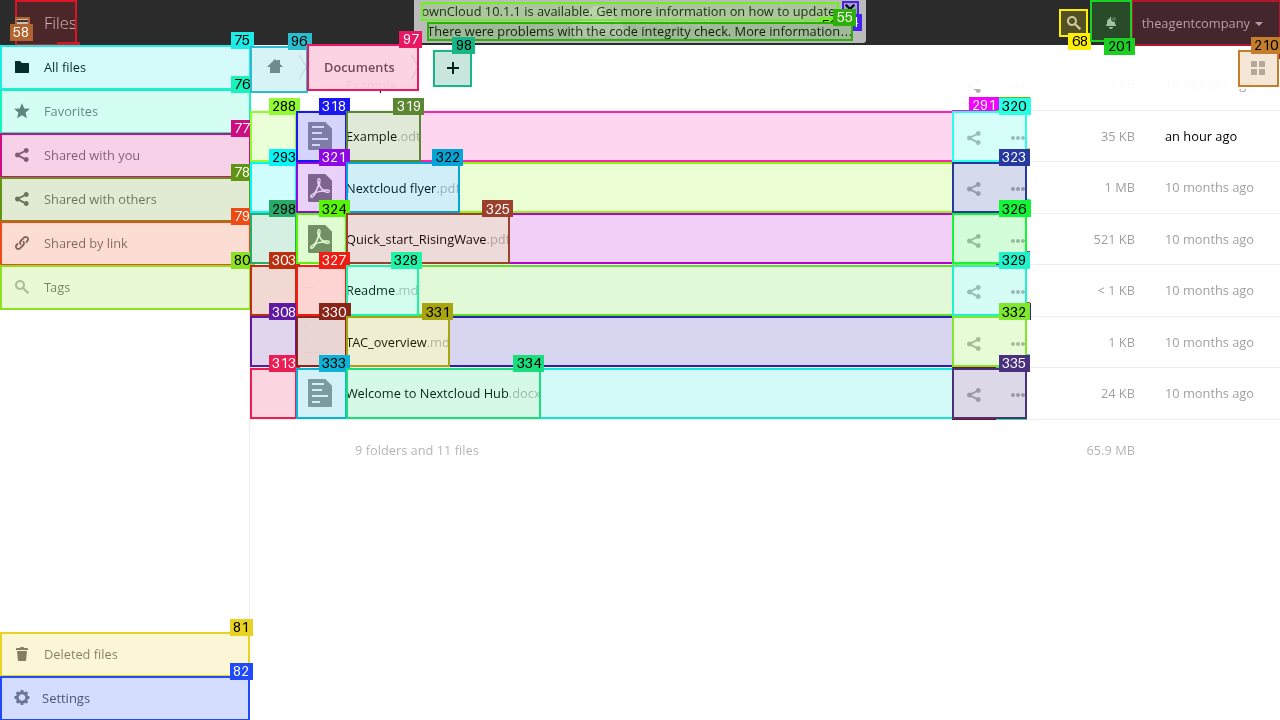 Files
ownCloud 10.1.1 is available. Get more information on how to update
There were problems with the code integrity check. More information…
theagentcompany
58
55
68
201
75
96
97
98
210
All files
Documents
+
76
Favorites
77
Shared with you
78
Shared with others
79
Shared by link
80
Tags
288
318
319
291
320
Example.odt
35 KB
an hour ago
293
321
322
323
Nextcloud flyer.pdf
1 MB
10 months ago
298
324
325
326
Quick_start_RisingWave.pdf
521 KB
10 months ago
303
327
328
329
Readme.md
< 1 KB
10 months ago
308
330
331
332
TAC_overview.md
1 KB
10 months ago
313
333
334
335
Welcome to Nextcloud Hub.docx
24 KB
10 months ago
9 folders and 11 files
65.9 MB
81
Deleted files
82
Settings